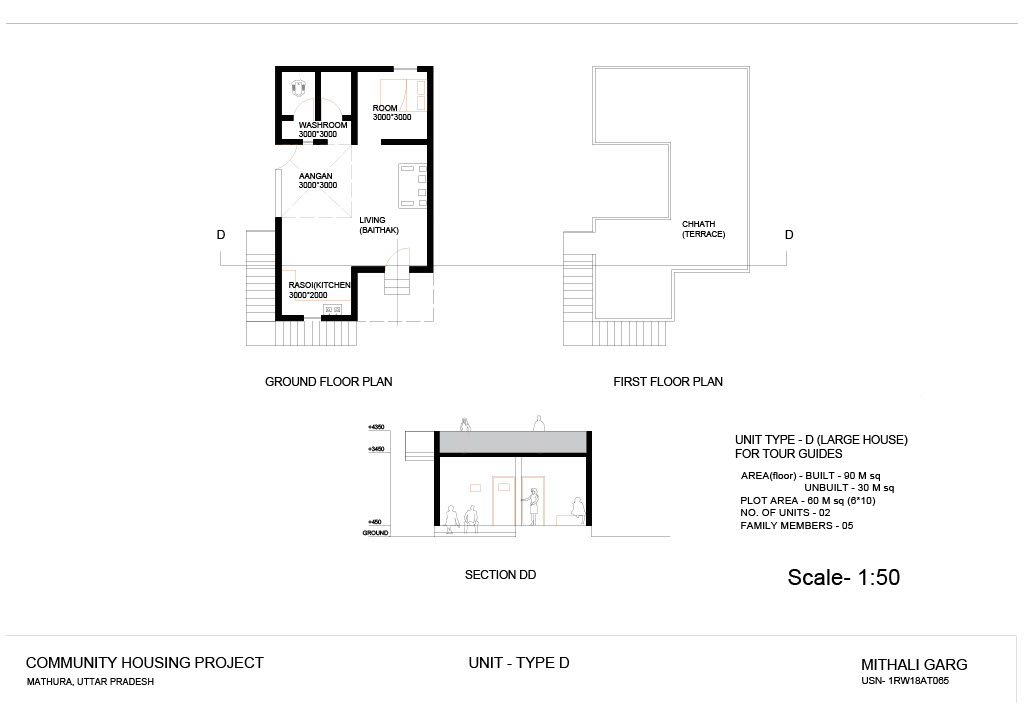 ROOM
3000*3000
WASHROOM
3000*3000
AANGAN
3000*3000
LIVING
(BAITHAK)
RASOI(KITCHEN
3000*2000
D
D
CHHATH
(TERRACE)
GROUND FLOOR PLAN
FIRST FLOOR PLAN
+4350
+3450
+450
GROUND
SECTION DD
UNIT TYPE - D (LARGE HOUSE)
FOR TOUR GUIDES
AREA(floor) - BUILT - 90 M sq
UNBUILT - 30 M sq
PLOT AREA - 60 M sq (6*10)
NO. OF UNITS - 02
FAMILY MEMBERS - 05
Scale- 1:50
COMMUNITY HOUSING PROJECT
MATHURA, UTTAR PRADESH
UNIT - TYPE D
MITHALI GARG
USN- 1RW18AT065